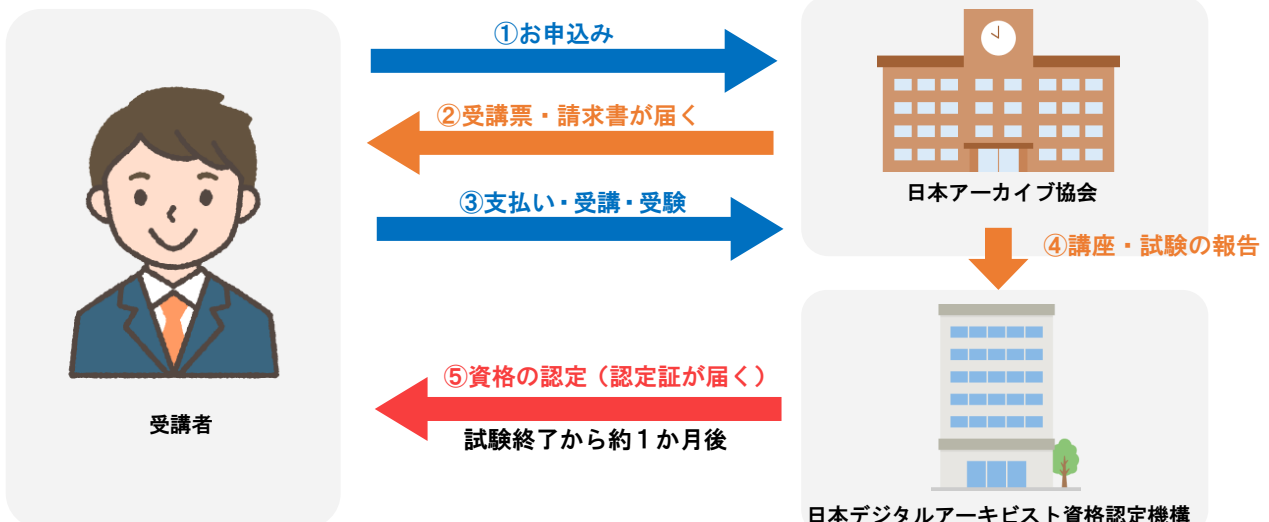 ①お申込み
②受講票・請求書が届く
③支払い・受講・受験
日本アーカイブ協会
④講座・試験の報告
⑤資格の認定（認定証が届く）
試験終了から約１か月後
受講者
日本デジタルアーキビスト資格認定機構